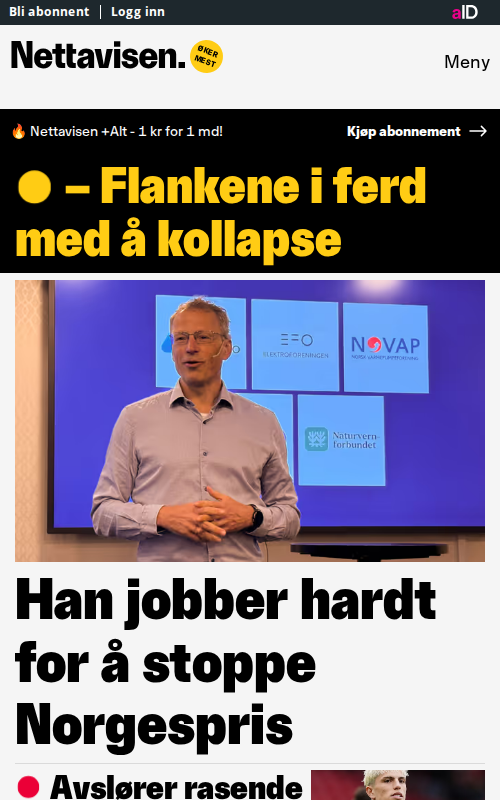 Bli abonnent | Logg inn
aID
Nettavisen.
ØKER
MEST
Meny
Nettavisen +Alt - 1 kr for 1 md!
Kjøp abonnement →
– Flankene i ferd
med å kollapse
EFO
ELEKTROFORENINGEN
NOVAP
NORSK VARMEPUMPEFORENING
Naturvern-
forbundet
Han jobber hardt
for å stoppe
Norgespris
Avslører rasende